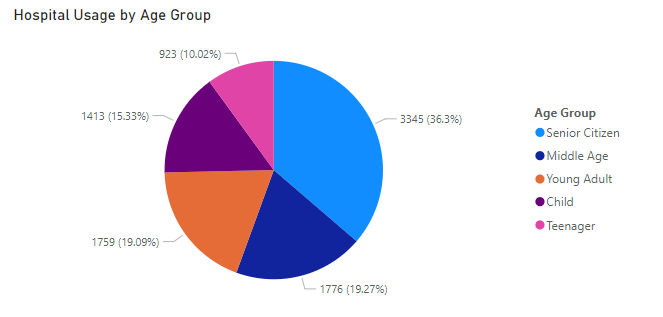 Hospital Usage by Age Group
923 (10.02%)
1413 (15.33%)
3345 (36.3%)
1759 (19.09%)
1776 (19.27%)
Age Group
Senior Citizen
Middle Age
Young Adult
Child
Teenager